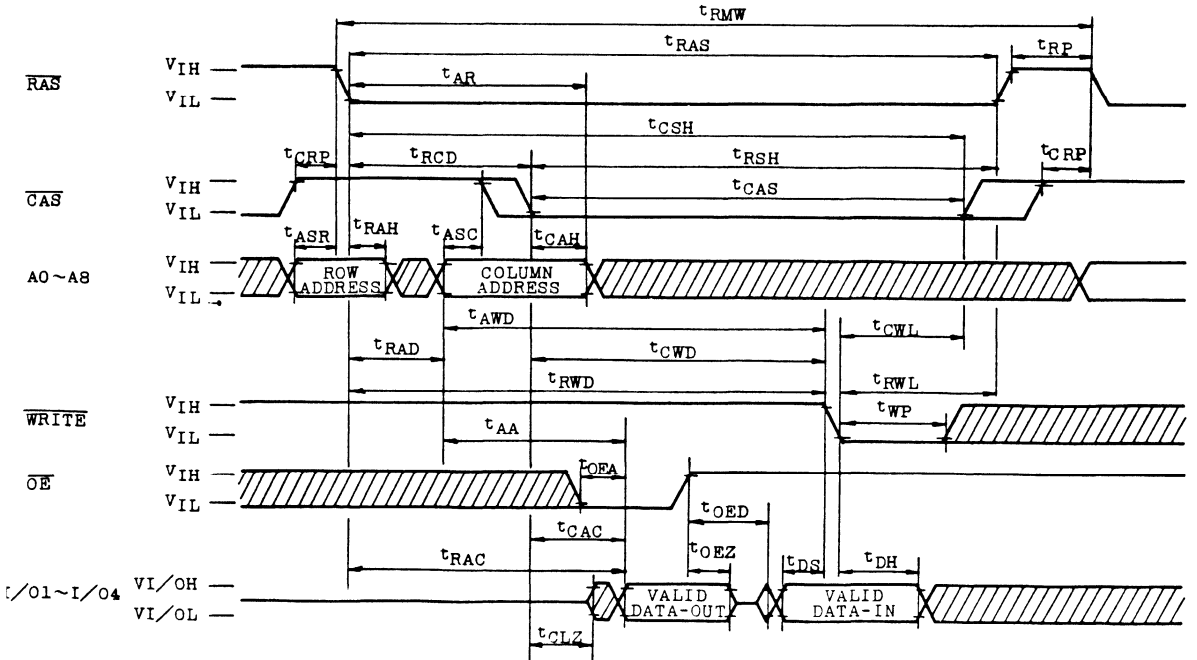 tRMW
tRAS
tRP
RAS
VIH
VIL
tAR
tCSH
tCRP
tRCD
tRSH
tCRP
CAS
VIH
VIL
tCAS
tASR
tRAH
tASC
tCAH
A0~A8
VIH
VIL
ROW
ADDRESS
COLUMN
ADDRESS
tAWD
tCWL
tRAD
tCWD
tRWD
tRWL
WRITE
VIH
VIL
tWP
tAA
OE
VIH
VIL
tOEA
tOED
tCAC
tOEZ
tRAC
tDS
tDH
I/O1~I/O4
VI/OH
VI/OL
VALID
DATA-OUT
VALID
DATA-IN
tCLZ